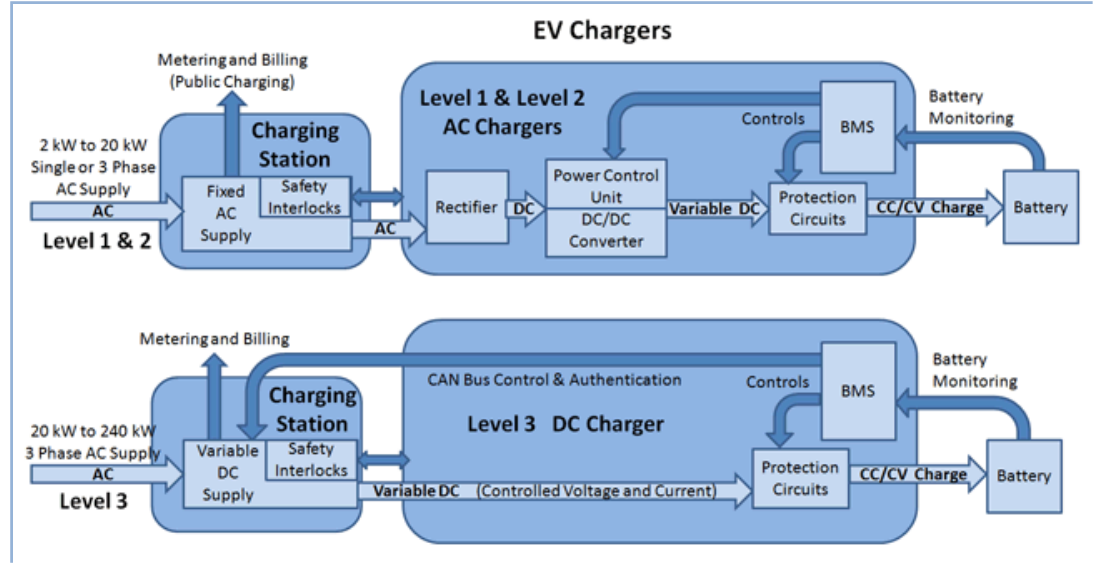 EV Chargers
Metering and Billing
(Public Charging)
2 kW to 20 kW
Single or 3 Phase
AC Supply
AC
Level 1 & 2
Charging
Station
Fixed
AC
Supply
Safety
Interlocks
AC
Level 1 & Level 2
AC Chargers
Rectifier
DC
Power Control
Unit
DC/DC
Converter
Variable DC
Controls
BMS
Protection
Circuits
CC/CV Charge
Battery
Monitoring
Battery
Metering and Billing
20 kW to 240 kW
3 Phase AC Supply
AC
Level 3
Charging
Station
Variable
DC
Supply
Safety
Interlocks
CAN Bus Control & Authentication
Level 3 DC Charger
Variable DC (Controlled Voltage and Current)
Controls
BMS
Protection
Circuits
CC/CV Charge
Battery
Monitoring
Battery